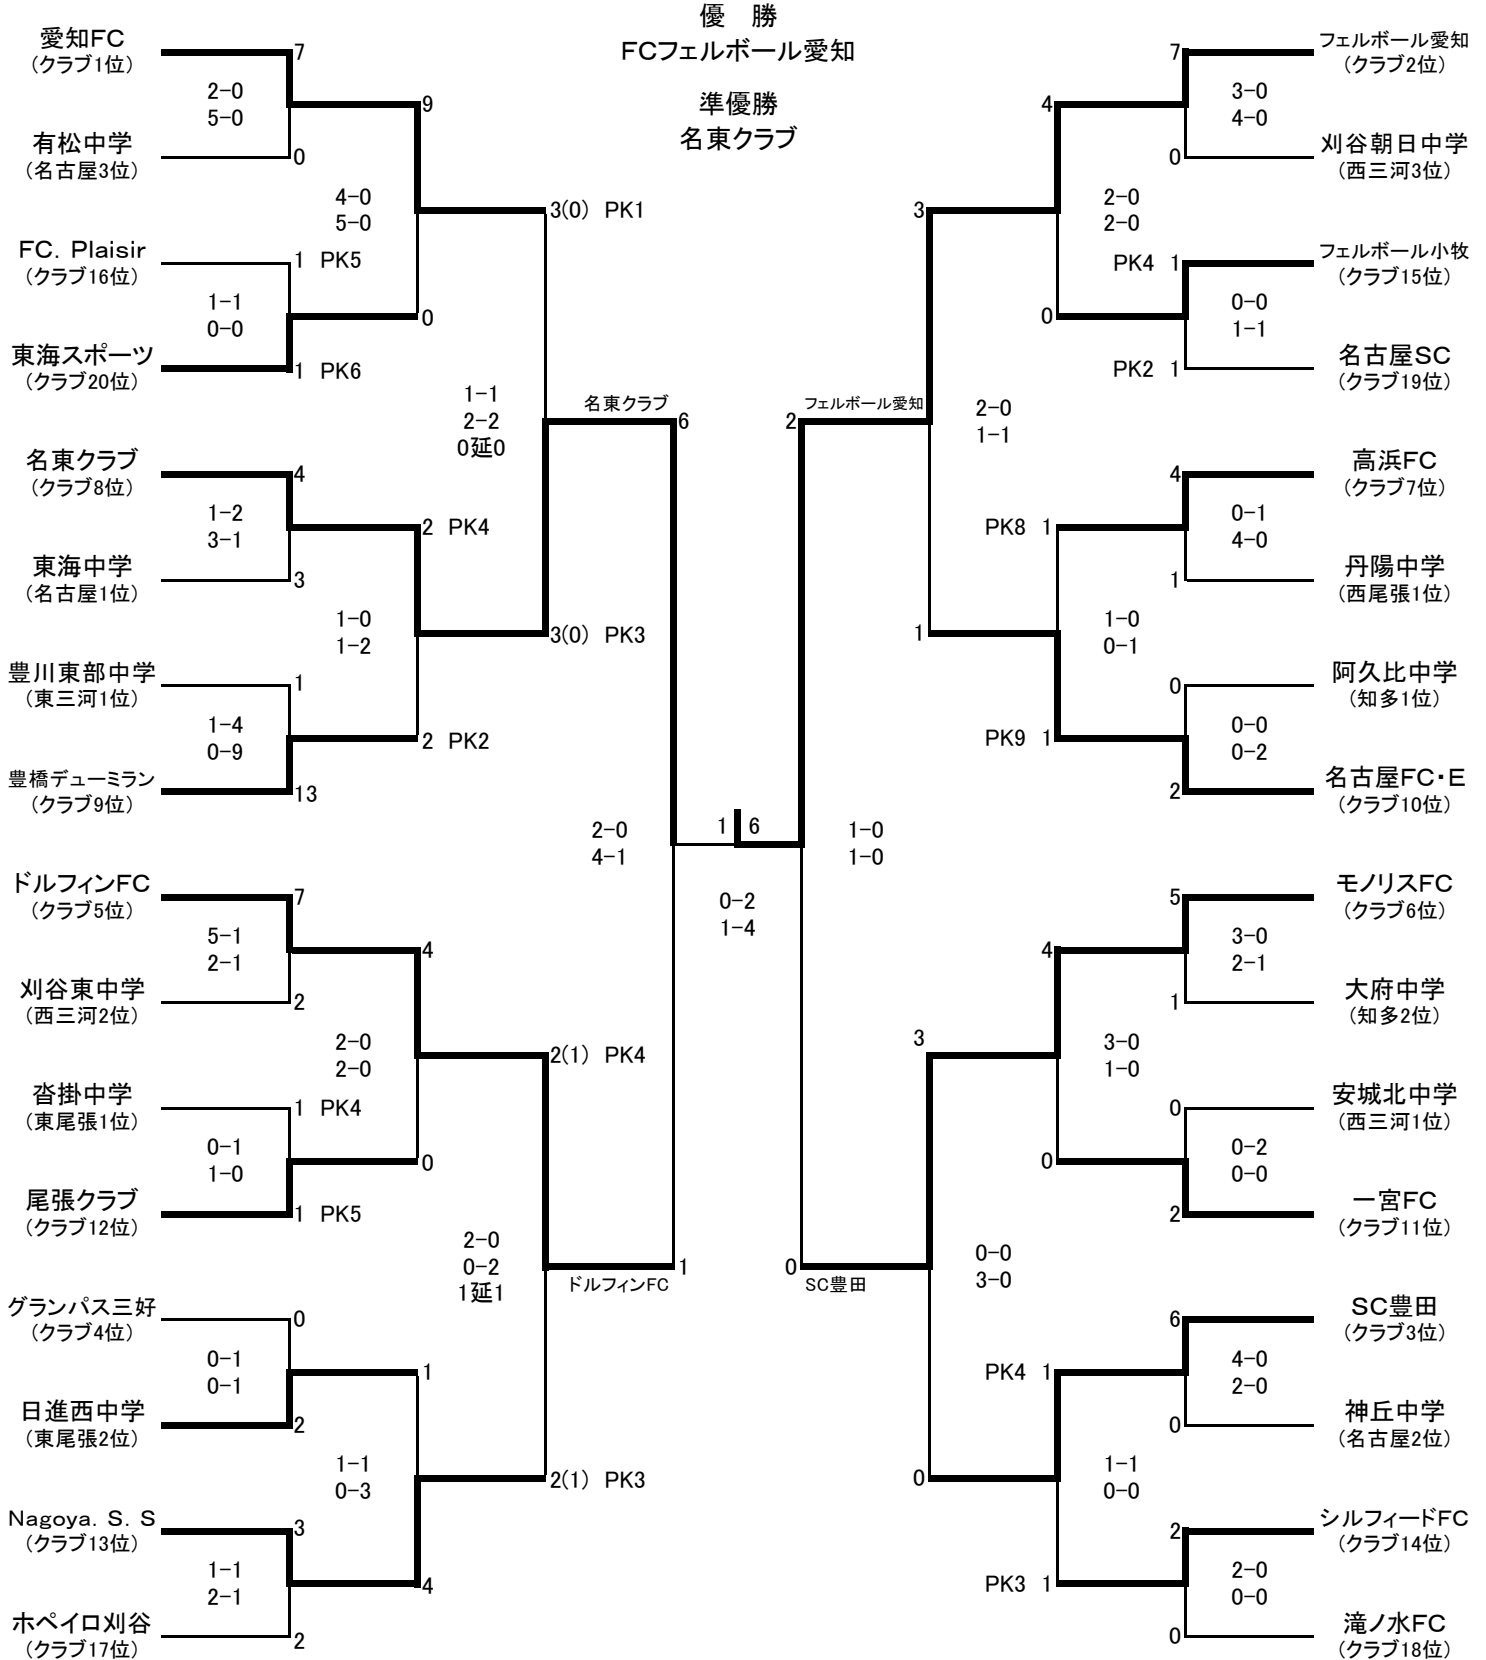 優　勝
FCフェルボール愛知
準優勝
名東クラブ
愛知FC
(クラブ1位)
7
2-0
5-0
有松中学
(名古屋3位)
0
9
4-0
5-0
FC. Plaisir
(クラブ16位)
1 PK5
1-1
0-0
東海スポーツ
(クラブ20位)
1 PK6
0
3(0) PK1
1-1
2-2
0延0
名東クラブ
(クラブ8位)
4
1-2
3-1
東海中学
(名古屋1位)
3
2 PK4
1-0
1-2
豊川東部中学
(東三河1位)
1
1-4
0-9
豊橋デューミラン
(クラブ9位)
13
2 PK2
3(0) PK3
名東クラブ
6
2-0
4-1
ドルフィンFC
(クラブ5位)
7
5-1
2-1
刈谷東中学
(西三河2位)
2
4
2-0
2-0
沓掛中学
(東尾張1位)
1 PK4
0-1
1-0
尾張クラブ
(クラブ12位)
1 PK5
0
2(1) PK4
2-0
0-2
1延1
ドルフィンFC
1
グランパス三好
(クラブ4位)
0
0-1
0-1
日進西中学
(東尾張2位)
2
1
1-1
0-3
Nagoya. S. S
(クラブ13位)
3
1-1
2-1
ホペイロ刈谷
(クラブ17位)
2
4
2(1) PK3
1 6
0-2
1-4
フェルボール愛知
(クラブ2位)
7
3-0
4-0
刈谷朝日中学
(西三河3位)
0
4
2-0
2-0
フェルボール小牧
(クラブ15位)
PK4 1
0-0
1-1
名古屋SC
(クラブ19位)
PK2 1
0
3
2-0
1-1
フェルボール愛知
2
高浜FC
(クラブ7位)
4
0-1
4-0
丹陽中学
(西尾張1位)
1
PK8 1
1-0
0-1
阿久比中学
(知多1位)
0
0-0
0-2
名古屋FC・E
(クラブ10位)
2
PK9 1
1
1-0
1-0
モノリスFC
(クラブ6位)
5
3-0
2-1
大府中学
(知多2位)
1
4
3-0
1-0
安城北中学
(西三河1位)
0
0-2
0-0
一宮FC
(クラブ11位)
2
0
3
0-0
3-0
0
SC豊田
SC豊田
(クラブ3位)
6
4-0
2-0
神丘中学
(名古屋2位)
0
PK4 1
1-1
0-0
シルフィードFC
(クラブ14位)
2
2-0
0-0
滝ノ水FC
(クラブ18位)
0
PK3 1
0